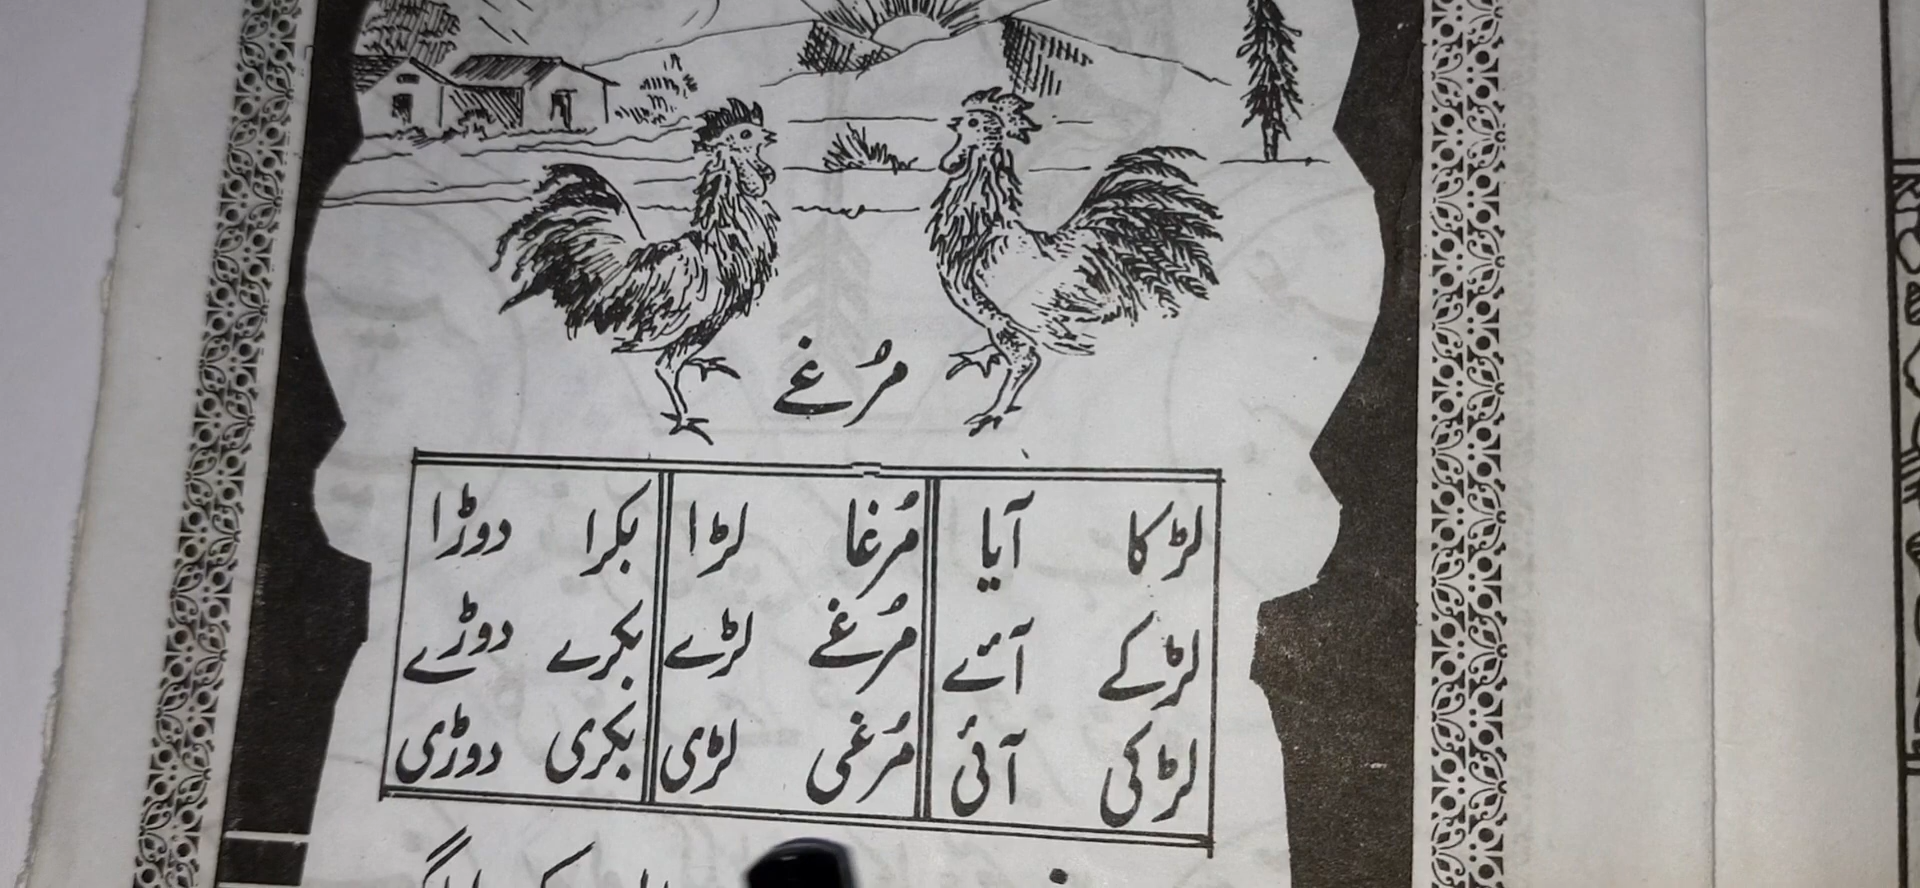 مُرغے
لڑکا آیا مُرغا لڑا بکرا دوڑا
لڑکے آئے مُرغے لڑے بکرے دوڑے
لڑکی آئی مُرغی لڑی بکری دوڑی